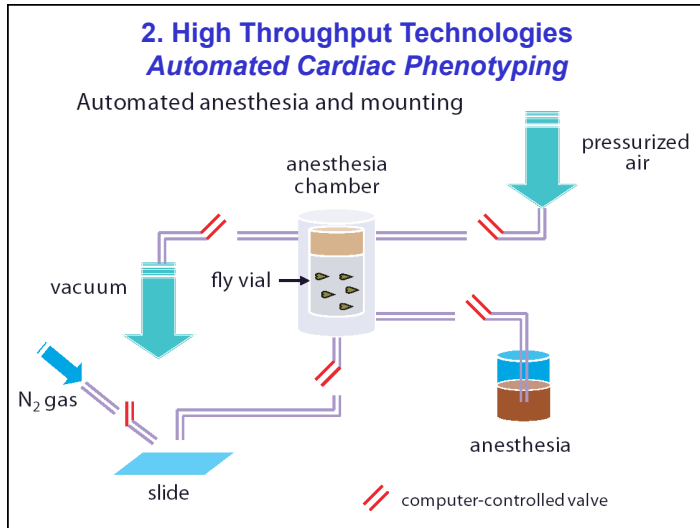 2. High Throughput Technologies
Automated Cardiac Phenotyping
Automated anesthesia and mounting
pressurized
air
anesthesia
chamber
fly vial
vacuum
N₂ gas
anesthesia
slide
computer-controlled valve